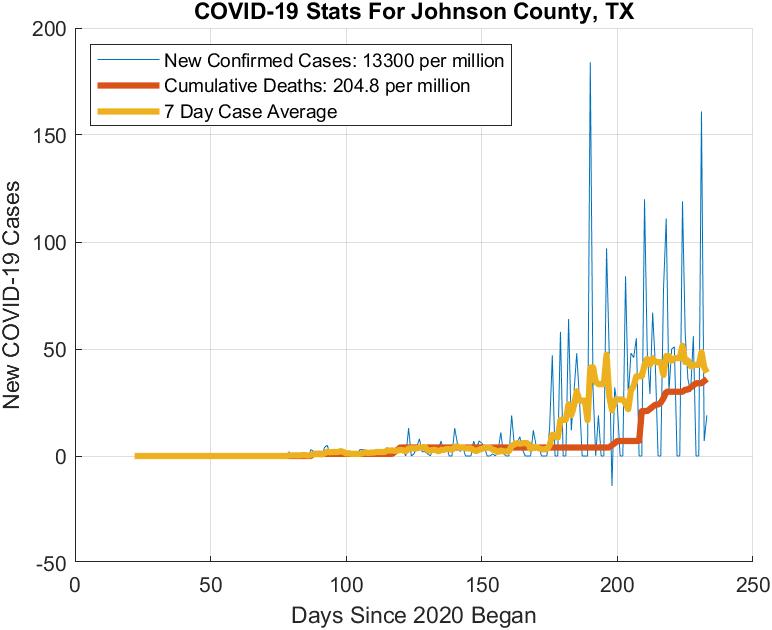 COVID-19 Stats For Johnson County, TX
New Confirmed Cases: 13300 per million
Cumulative Deaths: 204.8 per million
7 Day Case Average
New COVID-19 Cases
200
150
100
50
0
-50
0 50 100 150 200 250
Days Since 2020 Began